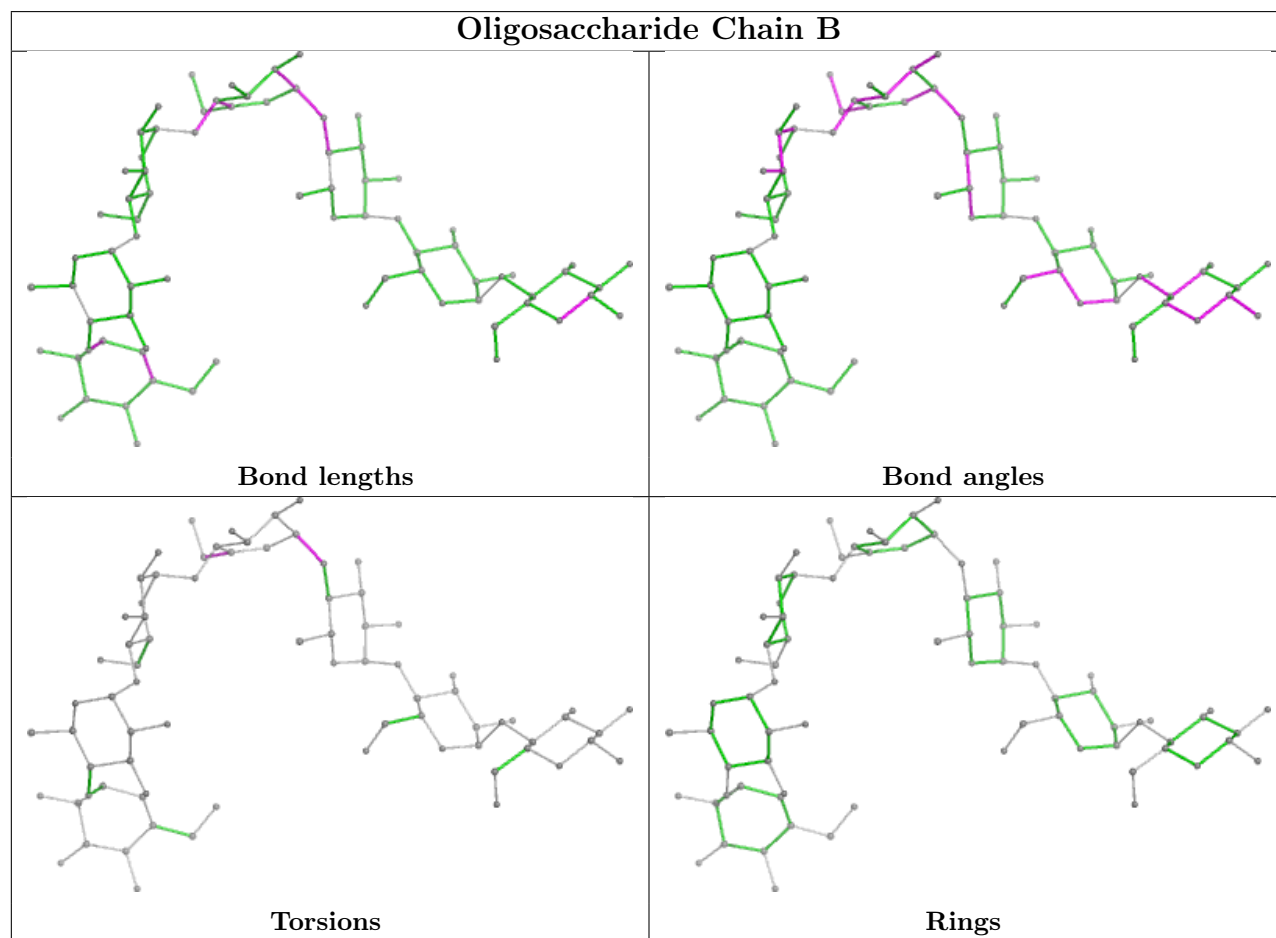 Oligosaccharide Chain B
Bond lengths
Bond angles
Torsions
Rings